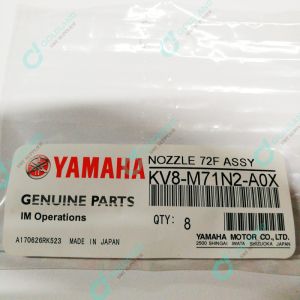 YAMAHA
GENUINE PARTS
IM Operations
A170626RK523 MADE IN JAPAN
NOZZLE 72F ASSY
KV8-M71N2-A0X
QTY: 8
YAMAHA MOTOR CO.,LTD.
2500 SHINGAI IWATA SHIZUOKA JAPAN